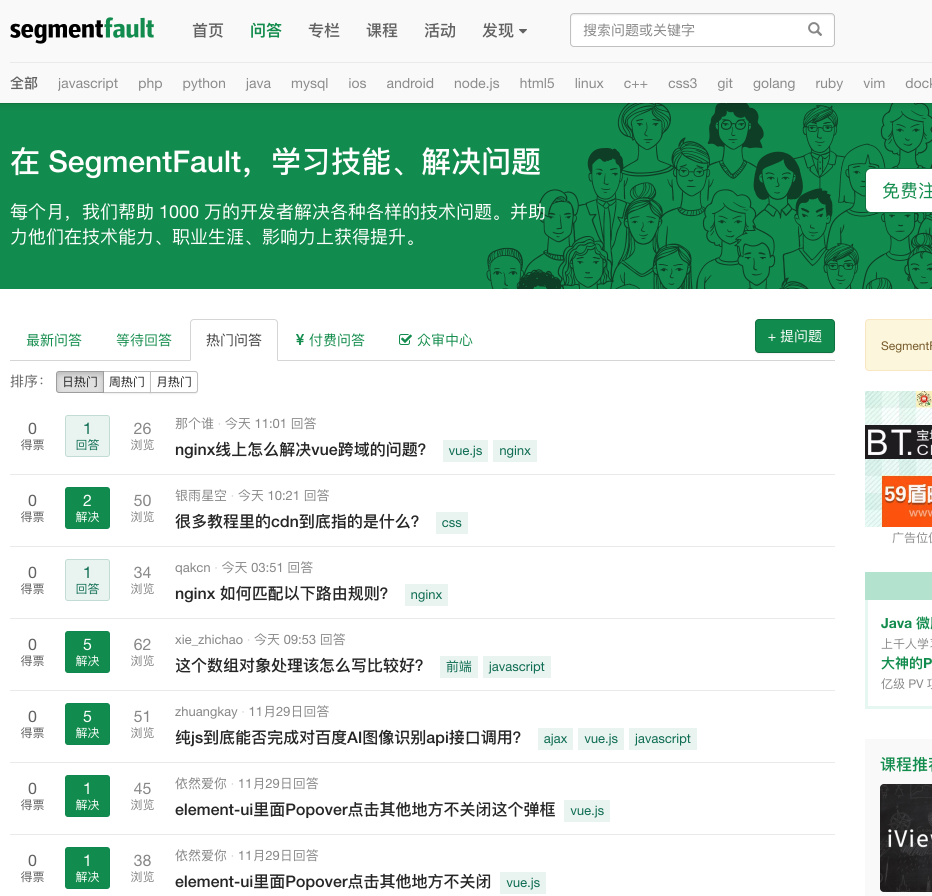 segmentfault 首页 问答 专栏 课程 活动 发现 搜索问题或关键字
全部 javascript php python java mysql ios android node.js html5 linux c++ css3 git golang ruby vim
在 SegmentFault，学习技能、解决问题
免费注
每个月，我们帮助 1000 万的开发者解决各种各样的技术问题。并助
力他们在技术能力、职业生涯、影响力上获得提升。
最新问答 等待回答 热门问答 ¥ 付费问答 众审中心 + 提问题
排序： 日热门 周热门 月热门
0 得票 1 回答 26 浏览
那个谁 · 今天 11:01 回答
nginx线上怎么解决vue跨域的问题？ vue.js nginx
0 得票 2 解决 50 浏览
银雨星空 · 今天 10:21 回答
很多教程里的cdn到底指的是什么？ css
0 得票 1 回答 34 浏览
qakcn · 今天 03:51 回答
nginx 如何匹配以下路由规则？ nginx
0 得票 5 解决 62 浏览
xie_zhichao · 今天 09:53 回答
这个数组对象处理该怎么写比较好？ 前端 javascript
0 得票 5 解决 51 浏览
zhuangkay · 11月29日回答
纯js到底能否完成对百度AI图像识别api接口调用？ ajax vue.js javascript
0 得票 1 解决 45 浏览
依然爱你 · 11月29日回答
element-ui里面Popover点击其他地方不关闭这个弹框 vue.js
0 得票 1 解决 38 浏览
依然爱你 · 11月29日回答
element-ui里面Popover点击其他地方不关闭 vue.js
Segment
BT.
59盾
www
广告位
Java 微
上千人学
大神的P
亿级 PV
课程推荐
iVie